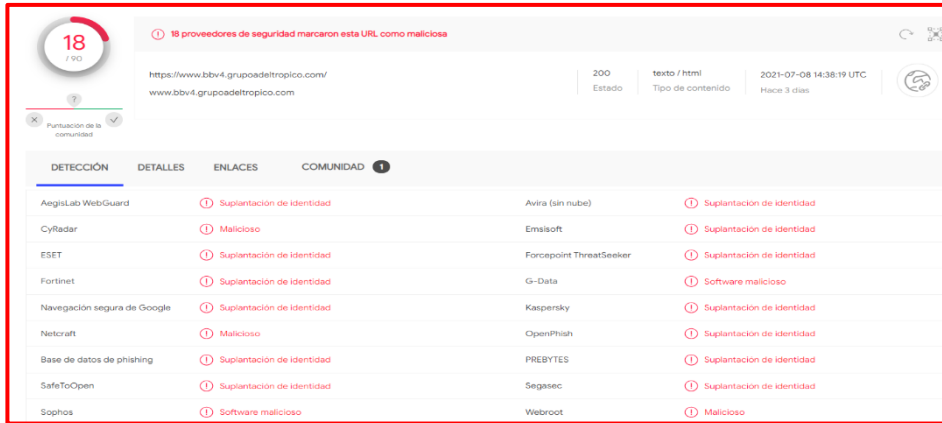 18
/ 90
18 proveedores de seguridad marcaron esta URL como maliciosa
https://www.bbv4.grupoadeltropico.com/
www.bbv4.grupoadeltropico.com
200
Estado
texto / html
Tipo de contenido
2021-07-08 14:38:19 UTC
Hace 3 días
?
Puntuación de la
comunidad
DETECCIÓN DETALLES ENLACES COMUNIDAD 1
AegisLab WebGuard Suplantación de identidad Avira (sin nube) Suplantación de identidad
CyRadar Malicioso Emsisoft Suplantación de identidad
ESET Suplantación de identidad Forcepoint ThreatSeeker Suplantación de identidad
Fortinet Suplantación de identidad G-Data Software malicioso
Navegación segura de Google Suplantación de identidad Kaspersky Suplantación de identidad
Netcraft Malicioso OpenPhish Suplantación de identidad
Base de datos de phishing Suplantación de identidad PREBYTES Suplantación de identidad
SafeToOpen Suplantación de identidad Segasec Suplantación de identidad
Sophos Software malicioso Webroot Malicioso